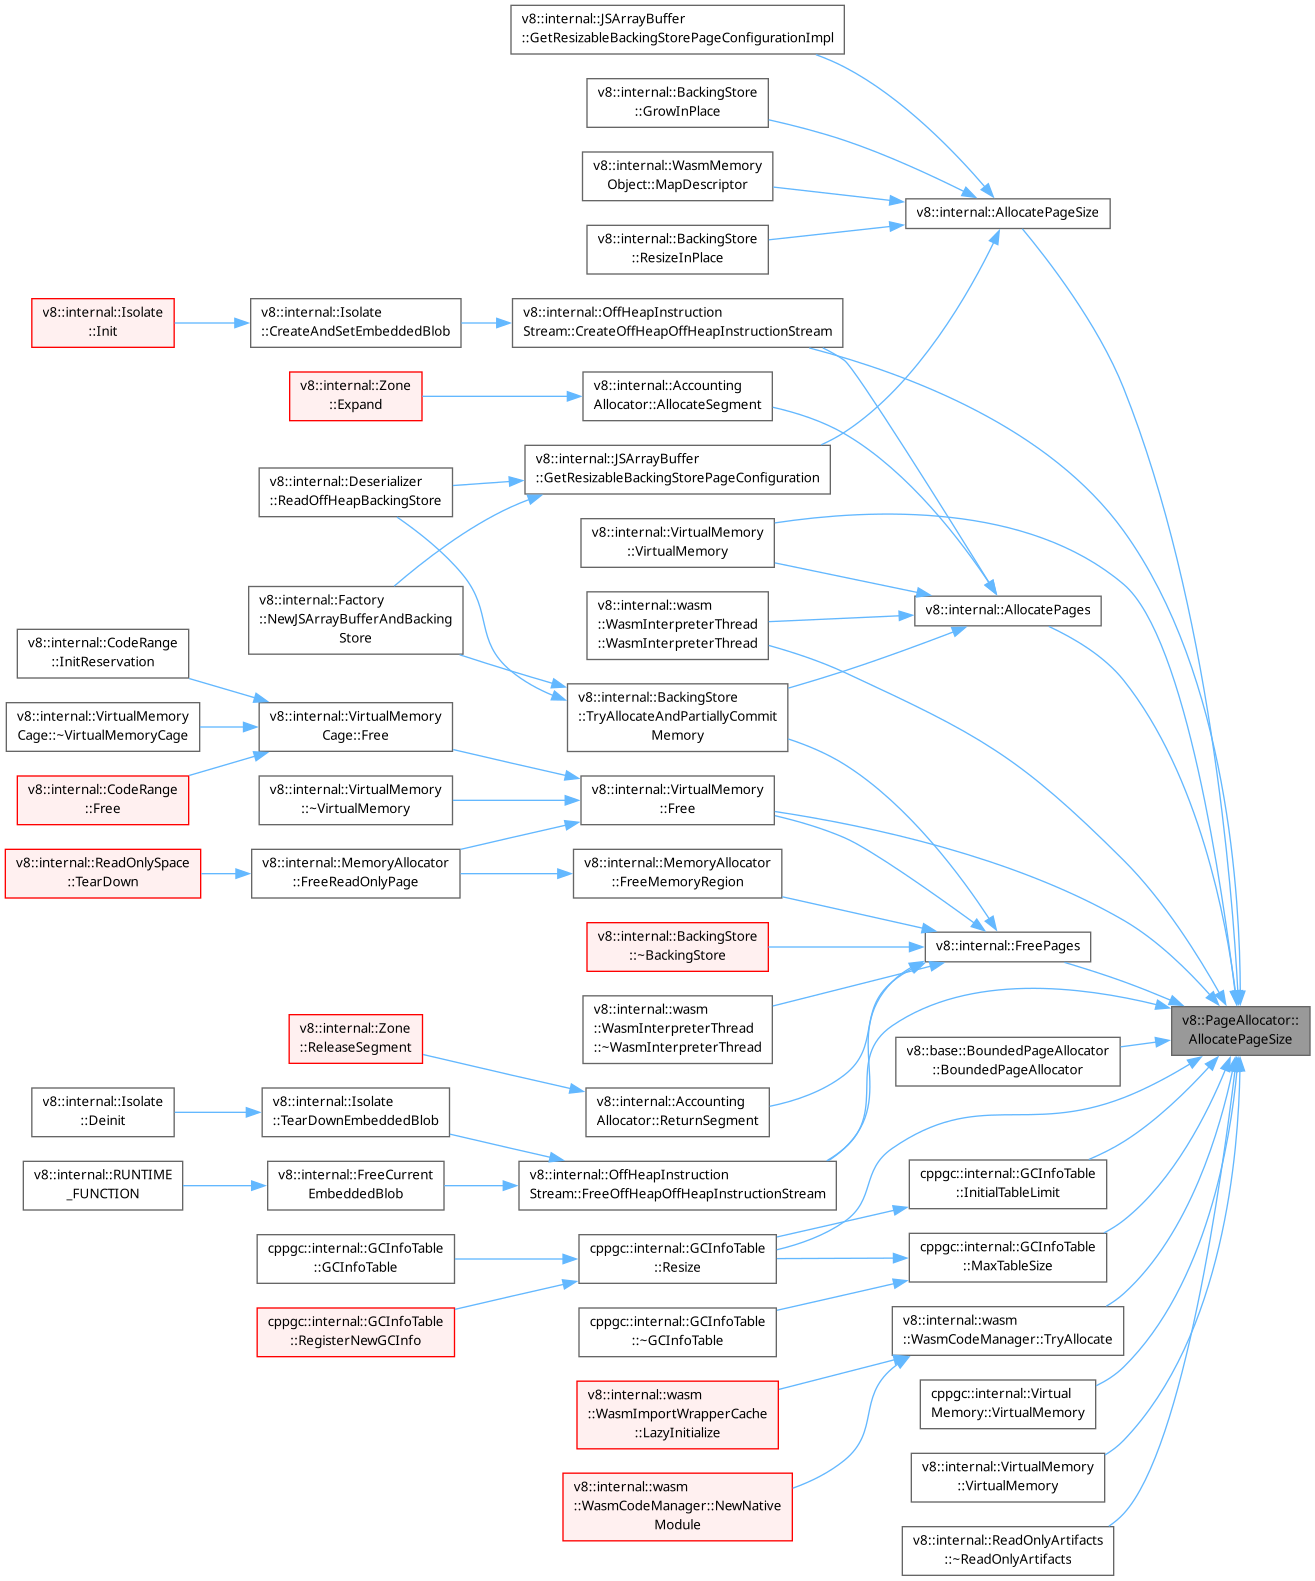 v8::internal::JSArrayBuffer
::GetResizableBackingStorePageConfigurationImpl
v8::internal::BackingStore
::GrowInPlace
v8::internal::WasmMemory
Object::MapDescriptor
v8::internal::AllocatePageSize
v8::internal::BackingStore
::ResizeInPlace
v8::internal::Isolate
::Init
v8::internal::Isolate
::CreateAndSetEmbeddedBlob
v8::internal::OffHeapInstruction
Stream::CreateOffHeapOffHeapInstructionStream
v8::internal::Zone
::Expand
v8::internal::Accounting
Allocator::AllocateSegment
v8::internal::JSArrayBuffer
::GetResizableBackingStorePageConfiguration
v8::internal::Deserializer
::ReadOffHeapBackingStore
v8::internal::VirtualMemory
::VirtualMemory
v8::internal::Factory
::NewJSArrayBufferAndBacking
Store
v8::internal::wasm
::WasmInterpreterThread
::WasmInterpreterThread
v8::internal::AllocatePages
v8::internal::CodeRange
::InitReservation
v8::internal::BackingStore
::TryAllocateAndPartiallyCommit
Memory
v8::internal::VirtualMemory
Cage::~VirtualMemoryCage
v8::internal::VirtualMemory
Cage::Free
v8::internal::CodeRange
::Free
v8::internal::VirtualMemory
::~VirtualMemory
v8::internal::VirtualMemory
::Free
v8::internal::ReadOnlySpace
::TearDown
v8::internal::MemoryAllocator
::FreeReadOnlyPage
v8::internal::MemoryAllocator
::FreeMemoryRegion
v8::internal::BackingStore
::~BackingStore
v8::internal::FreePages
v8::internal::wasm
::WasmInterpreterThread
::~WasmInterpreterThread
v8::PageAllocator::
AllocatePageSize
v8::internal::Zone
::ReleaseSegment
v8::base::BoundedPageAllocator
::BoundedPageAllocator
v8::internal::Isolate
::Deinit
v8::internal::Isolate
::TearDownEmbeddedBlob
v8::internal::Accounting
Allocator::ReturnSegment
v8::internal::RUNTIME
_FUNCTION
v8::internal::FreeCurrent
EmbeddedBlob
v8::internal::OffHeapInstruction
Stream::FreeOffHeapOffHeapInstructionStream
cppgc::internal::GCInfoTable
::InitialTableLimit
cppgc::internal::GCInfoTable
::GCInfoTable
cppgc::internal::GCInfoTable
::Resize
cppgc::internal::GCInfoTable
::MaxTableSize
cppgc::internal::GCInfoTable
::RegisterNewGCInfo
cppgc::internal::GCInfoTable
::~GCInfoTable
v8::internal::wasm
::WasmCodeManager::TryAllocate
v8::internal::wasm
::WasmImportWrapperCache
::LazyInitialize
cppgc::internal::Virtual
Memory::VirtualMemory
v8::internal::wasm
::WasmCodeManager::NewNative
Module
v8::internal::VirtualMemory
::VirtualMemory
v8::internal::ReadOnlyArtifacts
::~ReadOnlyArtifacts